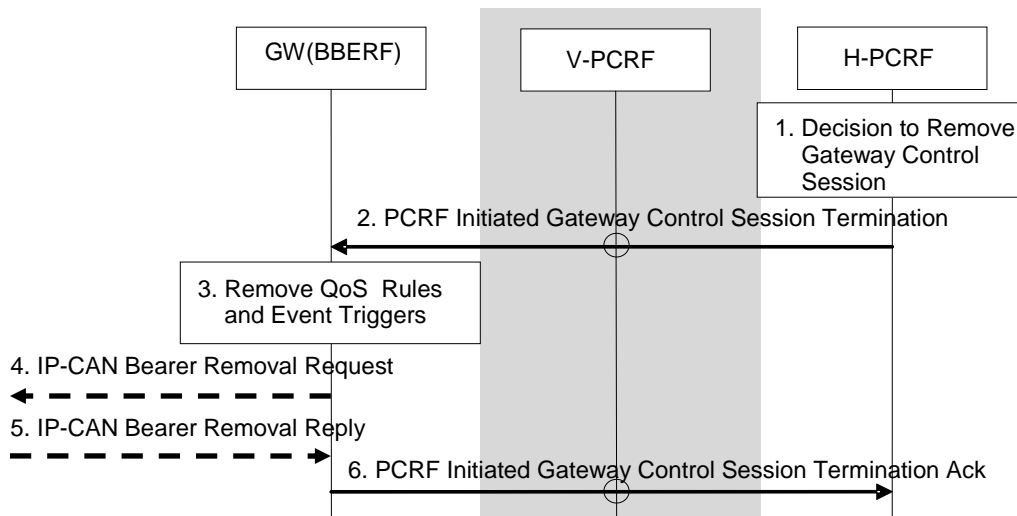 GW(BBERF)
V-PCRF
H-PCRF
1. Decision to Remove
Gateway Control
Session
2. PCRF Initiated Gateway Control Session Termination
3. Remove QoS Rules
and Event Triggers
4. IP-CAN Bearer Removal Request
5. IP-CAN Bearer Removal Reply
6. PCRF Initiated Gateway Control Session Termination Ack